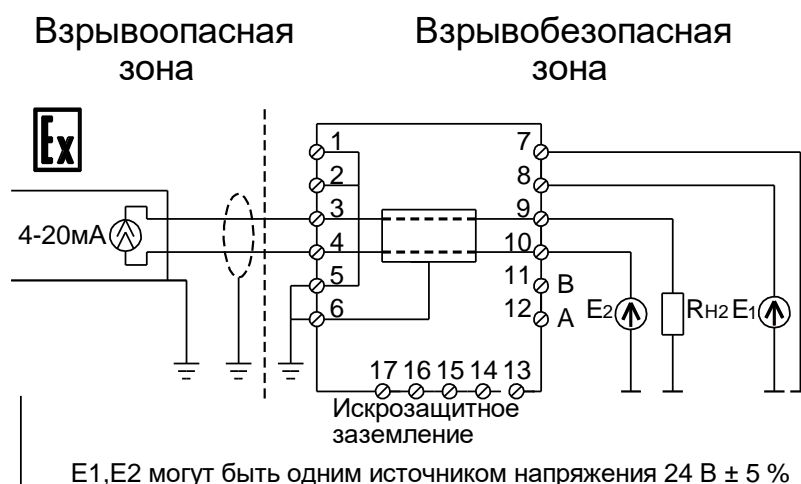 Взрывоопасная
зона
Взрывобезопасная
зона
Ex
1
7
2
8
3
9
4-20мА
4
10
5
11 B
6
12 A
E2
RH2
E1
17 16 15 14 13
Искрозащитное
заземление
E1,E2 могут быть одним источником напряжения 24 В ± 5 %